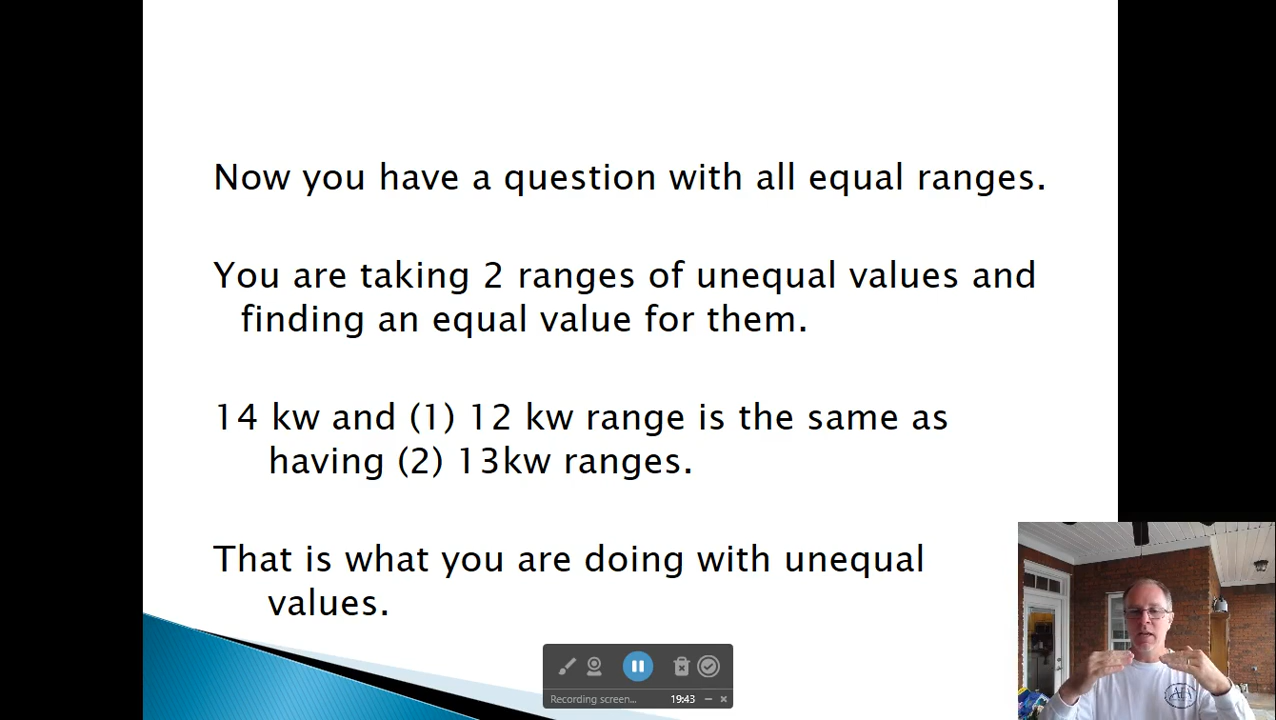 Now you have a question with all equal ranges.
You are taking 2 ranges of unequal values and
finding an equal value for them.
14 kw and (1) 12 kw range is the same as
having (2) 13kw ranges.
That is what you are doing with unequal
values.
Recording screen...
19:43